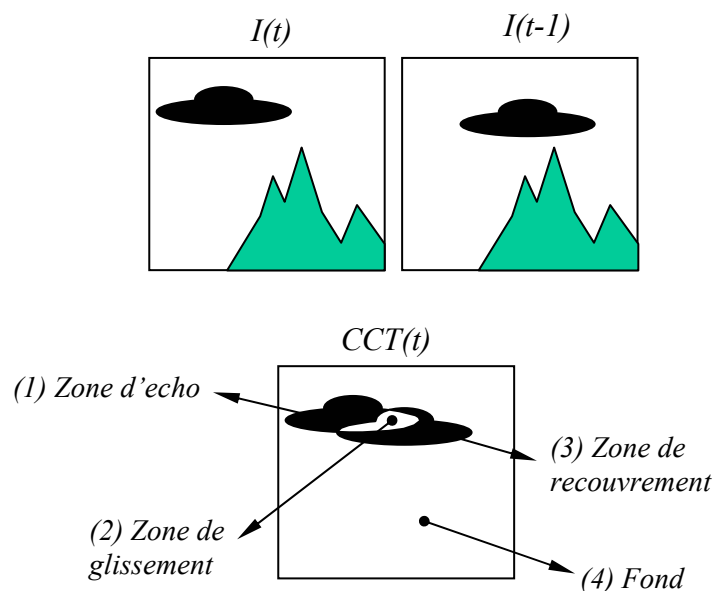 I(t)
I(t-1)
CCT(t)
(1) Zone d'echo
(3) Zone de
recouvrement
(2) Zone de
glissement
(4) Fond